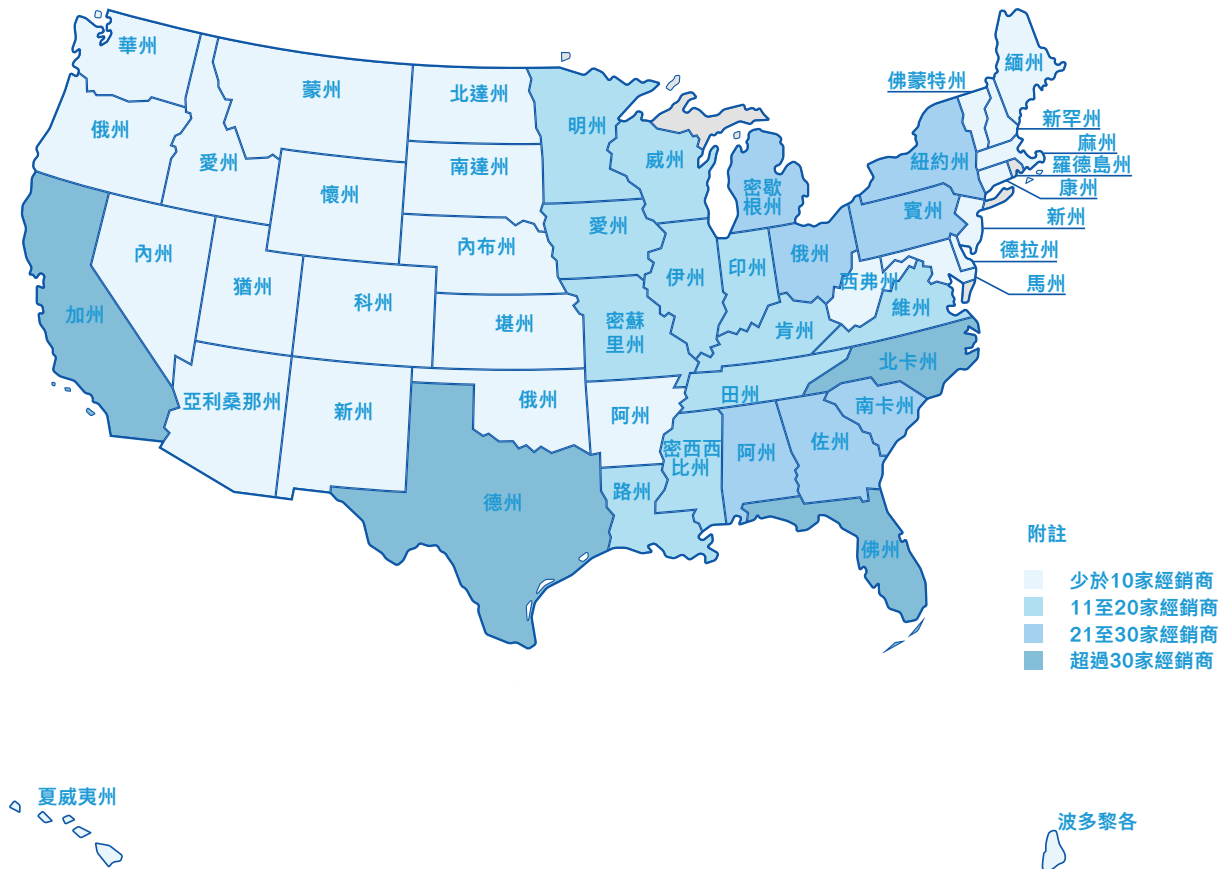 華州
蒙州
北達州
明州
緬州
佛蒙特州
新罕州
俄州
愛州
南達州
威州
紐約州
麻州
羅德島州
懷州
密歇
根州
康州
賓州
新州
內州
猶州
內布州
愛州
伊州
印州
俄州
西弗州
德拉州
馬州
加州
科州
堪州
密蘇
里州
肯州
維州
北卡州
亞利桑那州
新州
俄州
阿州
田州
南卡州
德州
路州
密西西
比州
阿州
佐州
佛州
附註
少於10家經銷商
11至20家經銷商
21至30家經銷商
超過30家經銷商
夏威夷州
波多黎各